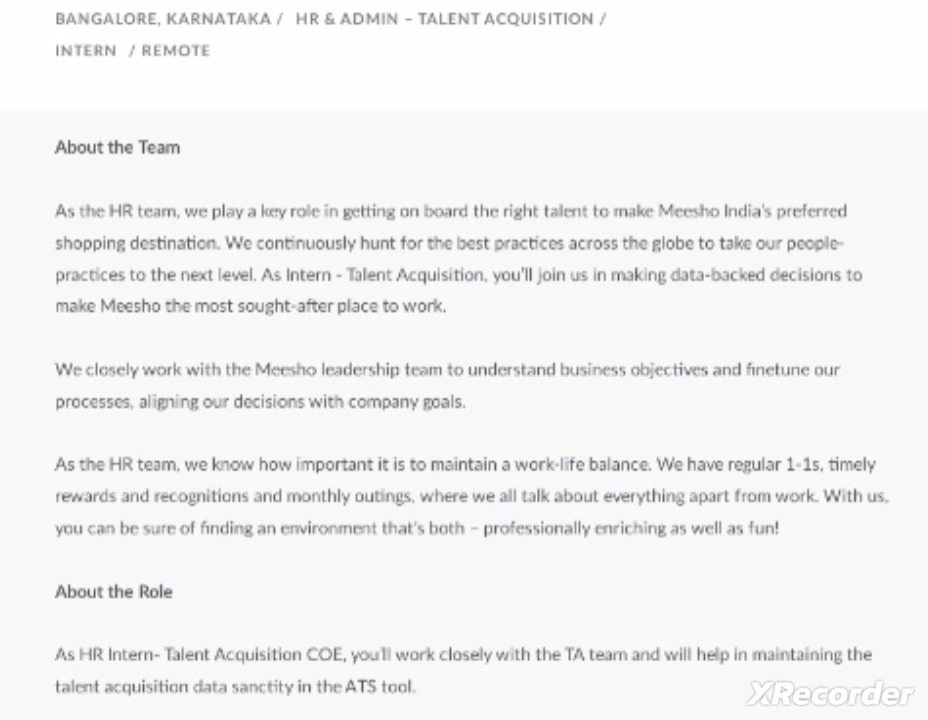 BANGALORE, KARNATAKA / HR & ADMIN – TALENT ACQUISITION /
INTERN / REMOTE
About the Team
As the HR team, we play a key role in getting on board the right talent to make Meesho India's preferred
shopping destination. We continuously hunt for the best practices across the globe to take our people-
practices to the next level. As Intern - Talent Acquisition, you'll join us in making data-backed decisions to
make Meesho the most sought-after place to work.
We closely work with the Meesho leadership team to understand business objectives and finetune our
processes, aligning our decisions with company goals.
As the HR team, we know how important it is to maintain a work-life balance. We have regular 1-1s, timely
rewards and recognitions and monthly outings, where we all talk about everything apart from work. With us,
you can be sure of finding an environment that's both – professionally enriching as well as fun!
About the Role
As HR Intern- Talent Acquisition COE, you'll work closely with the TA team and will help in maintaining the
talent acquisition data sanctity in the ATS tool.
XRecorder